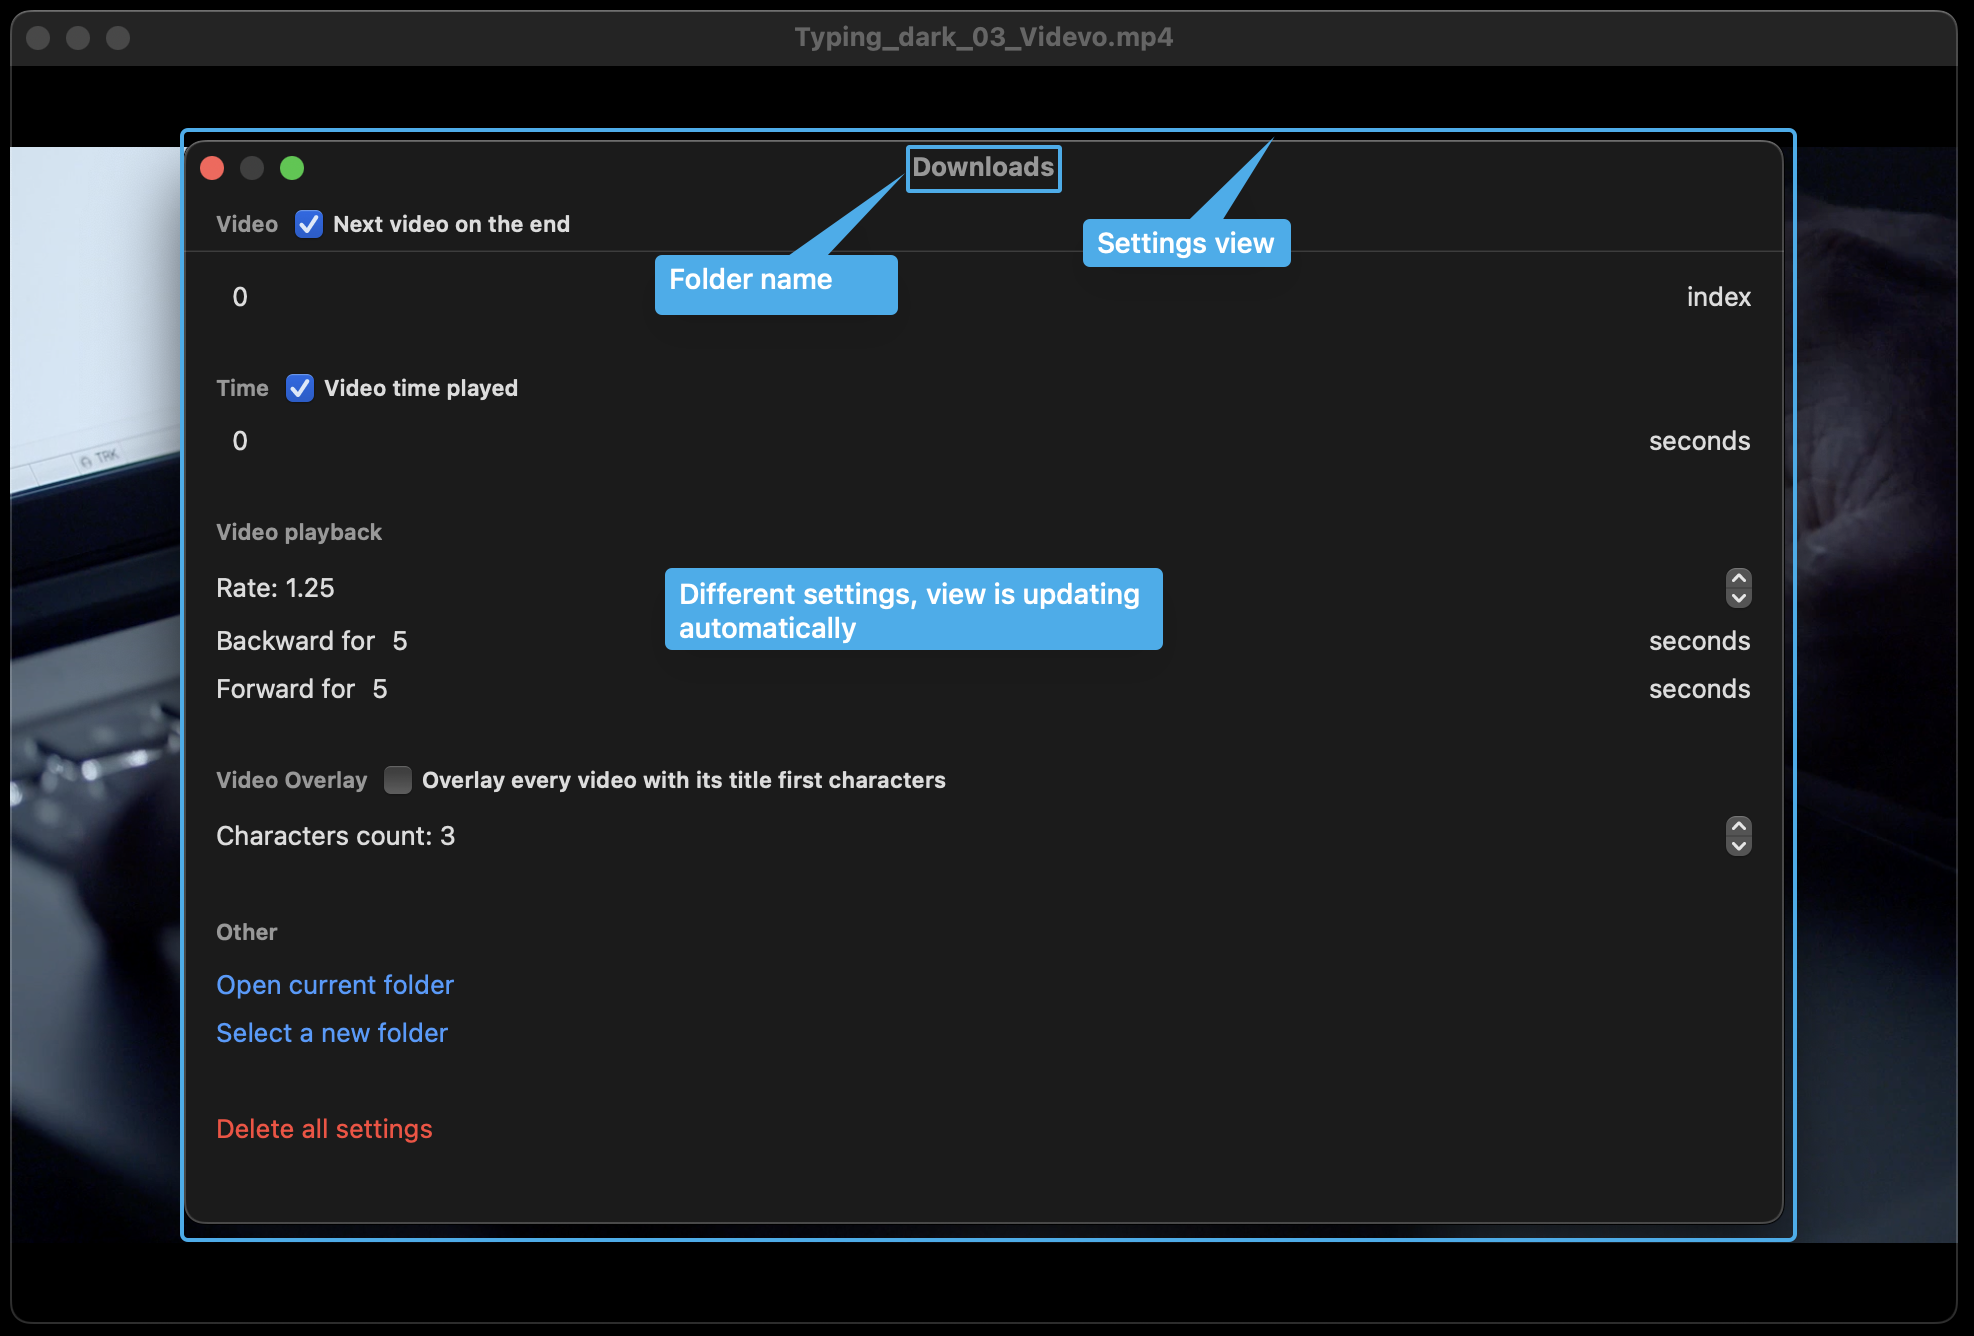 Typing_dark_03_Videvo.mp4
Downloads
Video Next video on the end
Settings view
Folder name
0 index
Time Video time played
0 seconds
TRK
Video playback
Rate: 1.25
Different settings, view is updating
automatically
Backward for 5 seconds
Forward for 5 seconds
Video Overlay Overlay every video with its title first characters
Characters count: 3
Other
Open current folder
Select a new folder
Delete all settings